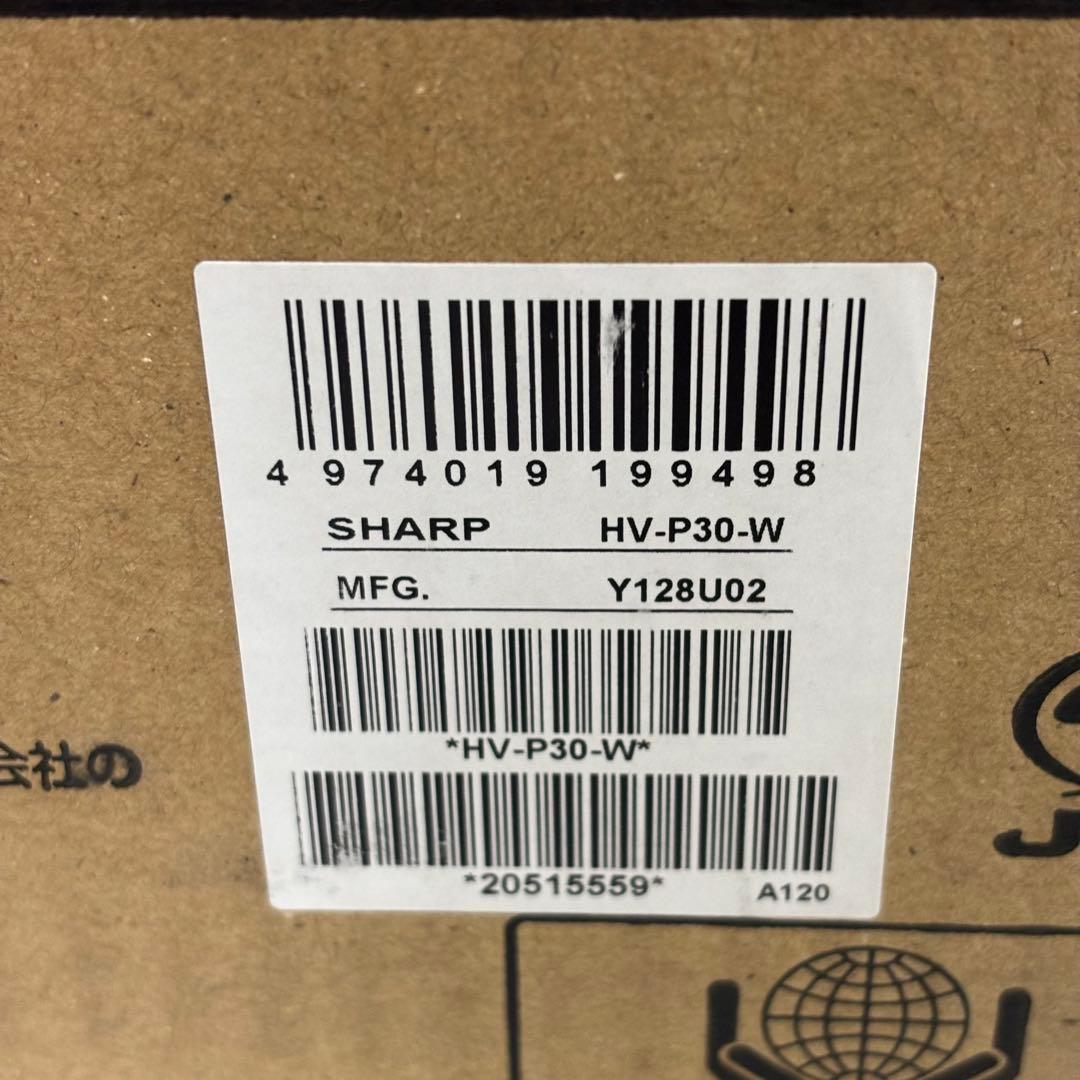 4 974019 199498
SHARP HV-P30-W
MFG. Y128U02
*HV-P30-W*
会社の
*20515559* A120